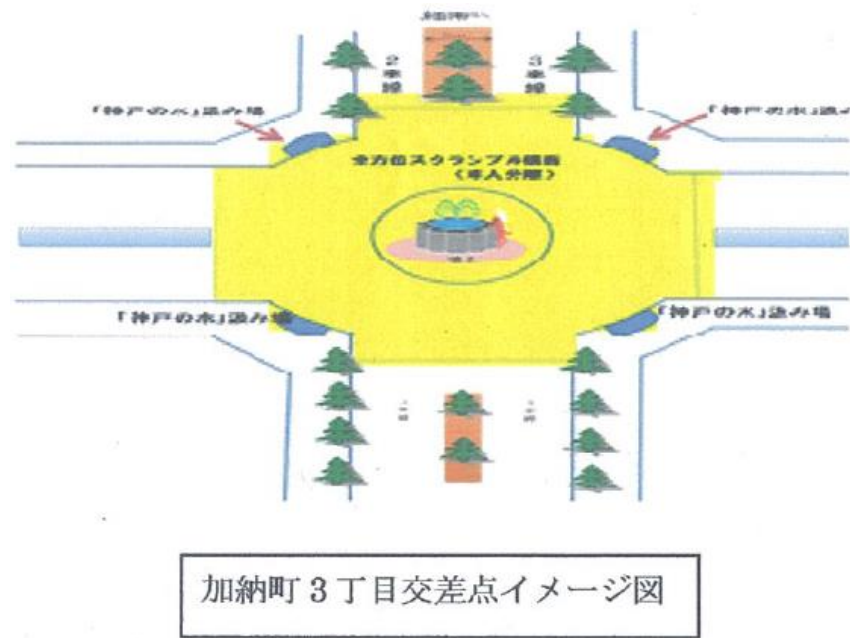 2車線
3車線
「神戸の水」汲み場
「神戸の水」汲み
全方位スクランブル横断
（車人分離）
「神戸の水」汲み場
「神戸の水」汲み場
加納町3丁目交差点イメージ図